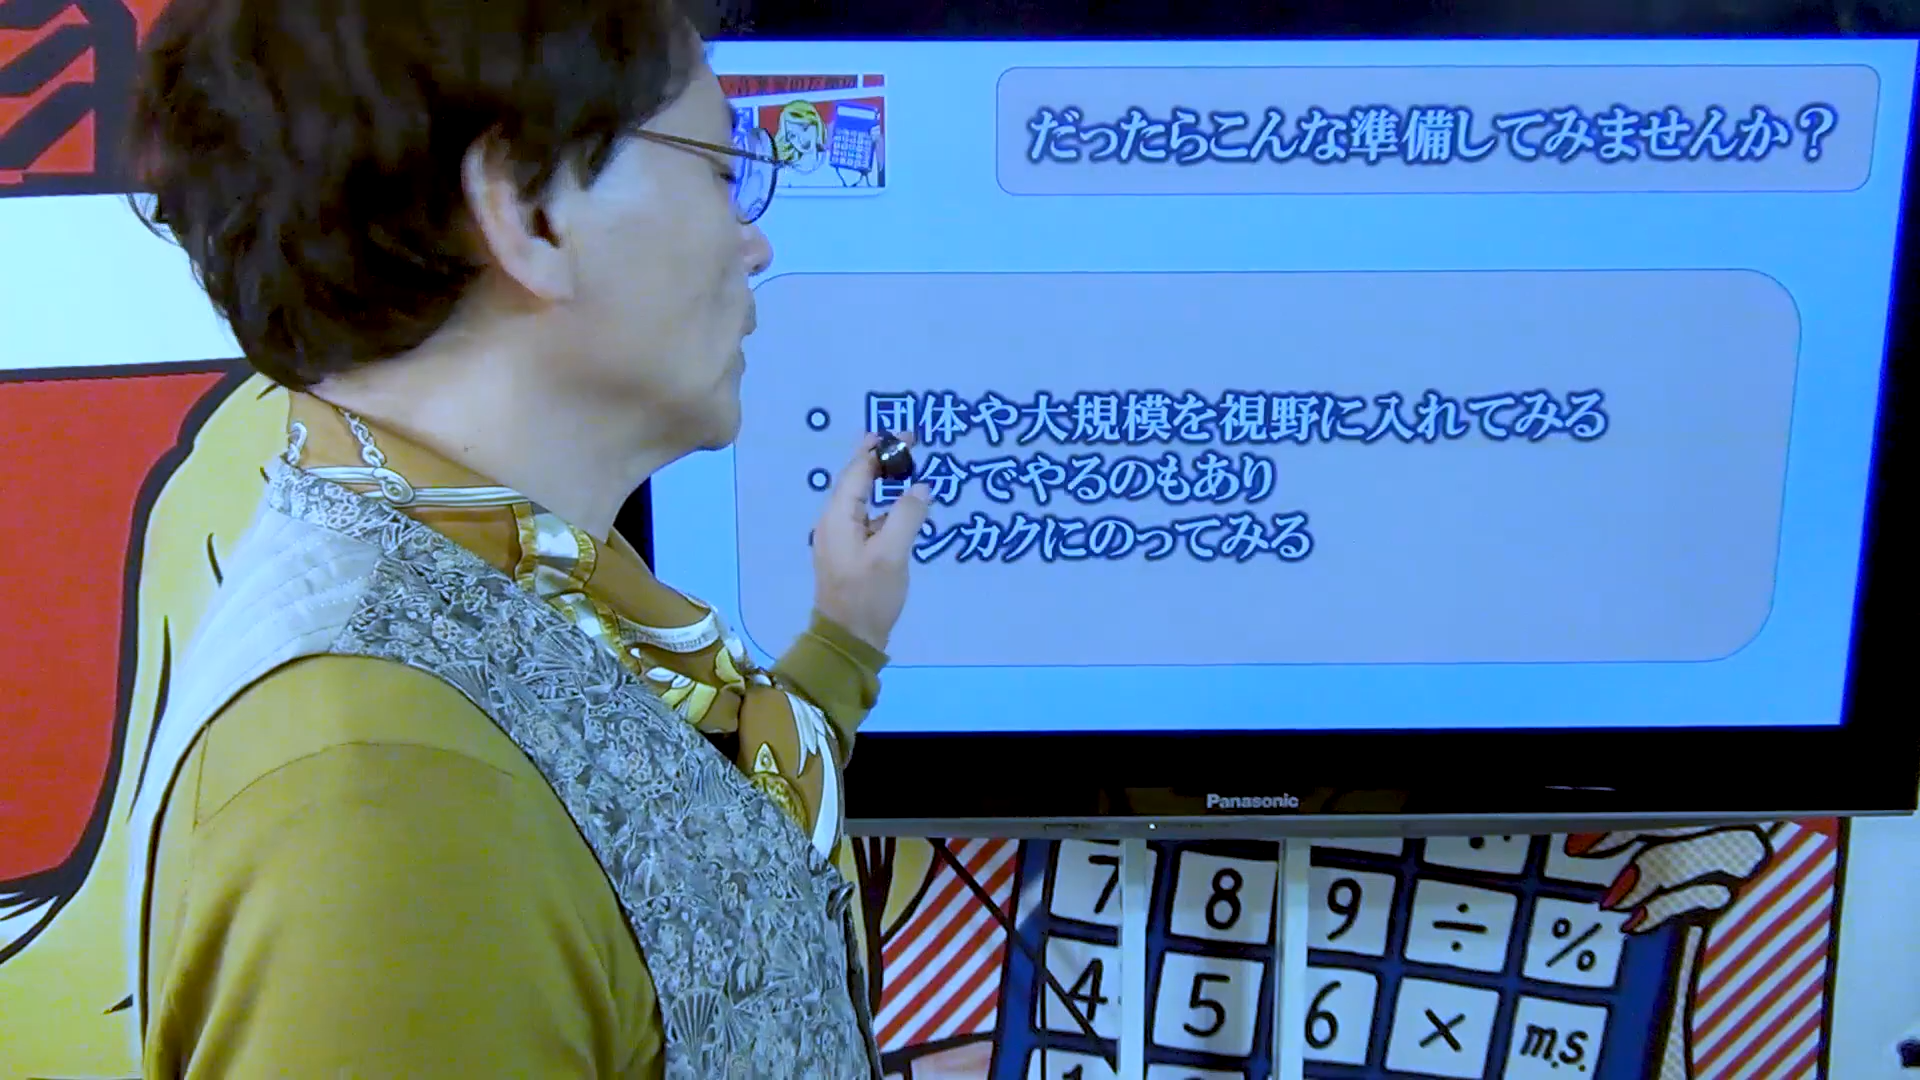 だったらこんな準備してみませんか？
・団体や大規模を視野に入れてみる
・自分でやるのもあり
ンカクにのってみる
Panasonic
7 8 9 ÷ %
4 5 6 × m.s.